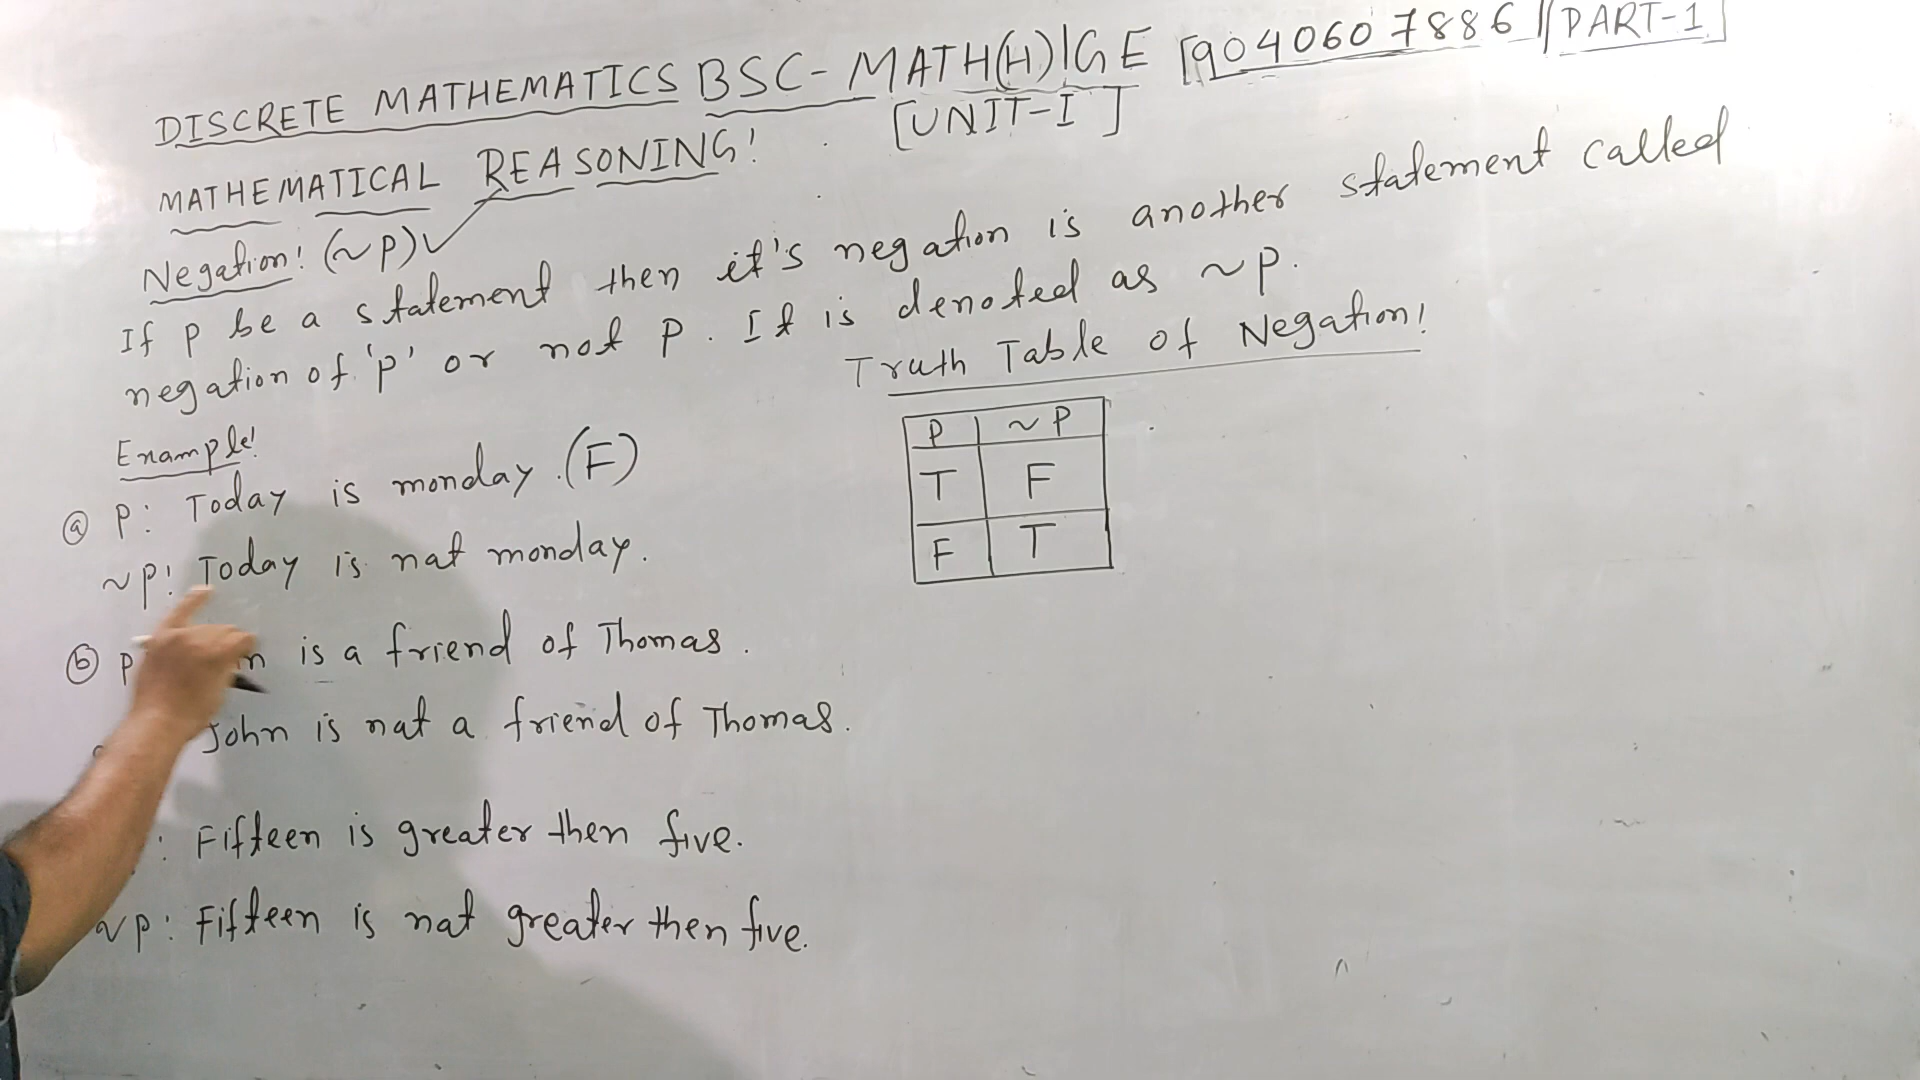 DISCRETE MATHEMATICS BSC-MATH(H)|GE [9040607886 || PART-1]
MATHEMATICAL REASONING! [UNIT-I]
Negation! (~P)✓
If p be a statement then it's negation is another statement called
negation of 'p' or not p. It is denoted as ~p.
Truth Table of Negation!
P | ~P
T | F
F | T
Example!
ⓐ P: Today is monday. (F)
~p: Today is nat monday.
ⓑ p is a friend of Thomas.
John is nat a friend of Thomas.
: Fifteen is greater then five.
~p: Fifteen is nat greater then five.